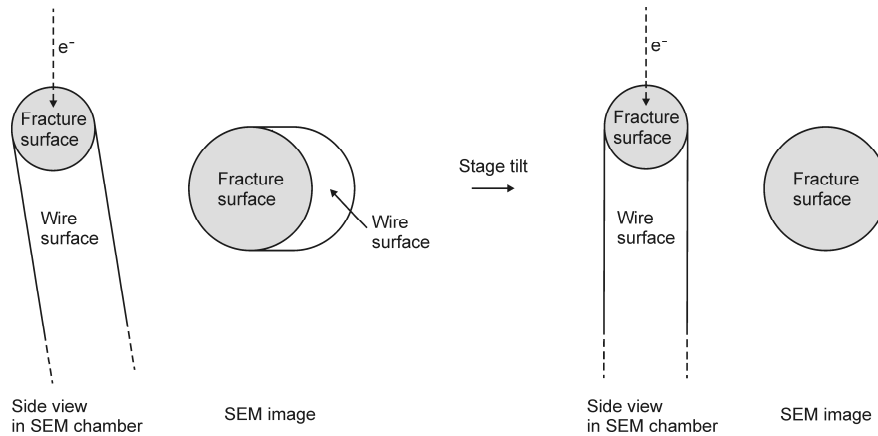 e⁻
Fracture
surface
Wire
surface
Side view
in SEM chamber
Fracture
surface
Wire
surface
SEM image
Stage tilt
e⁻
Fracture
surface
Wire
surface
Side view
in SEM chamber
Fracture
surface
SEM image